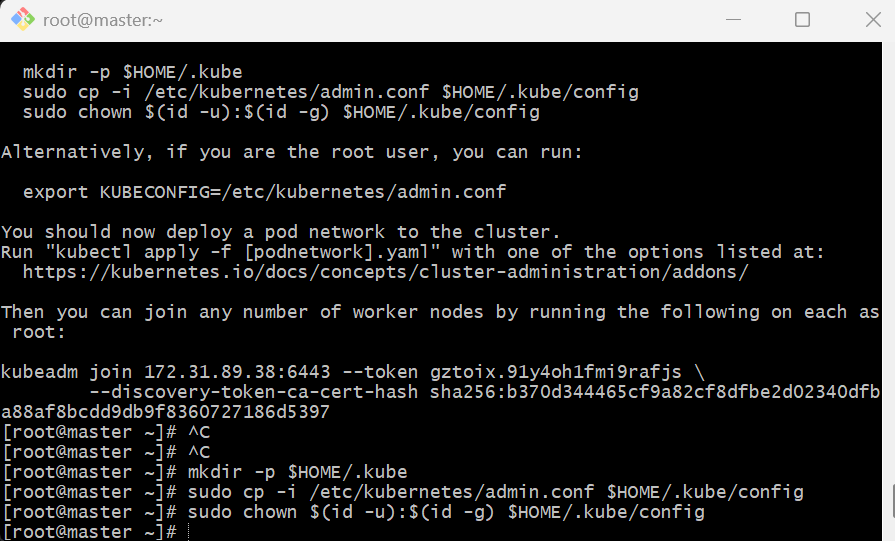 root@master:~
mkdir -p $HOME/.kube
sudo cp -i /etc/kubernetes/admin.conf $HOME/.kube/config
sudo chown $(id -u):$(id -g) $HOME/.kube/config
Alternatively, if you are the root user, you can run:
export KUBECONFIG=/etc/kubernetes/admin.conf
You should now deploy a pod network to the cluster.
Run "kubectl apply -f [podnetwork].yaml" with one of the options listed at:
https://kubernetes.io/docs/concepts/cluster-administration/addons/
Then you can join any number of worker nodes by running the following on each as
root:
kubeadm join 172.31.89.38:6443 --token gztoix.91y4oh1fmi9rafjs \
--discovery-token-ca-cert-hash sha256:b370d344465cf9a82cf8dfbe2d02340dfb
a88af8bcdd9db9f8360727186d5397
[root@master ~]# ^C
[root@master ~]# ^C
[root@master ~]# mkdir -p $HOME/.kube
[root@master ~]# sudo cp -i /etc/kubernetes/admin.conf $HOME/.kube/config
[root@master ~]# sudo chown $(id -u):$(id -g) $HOME/.kube/config
[root@master ~]#